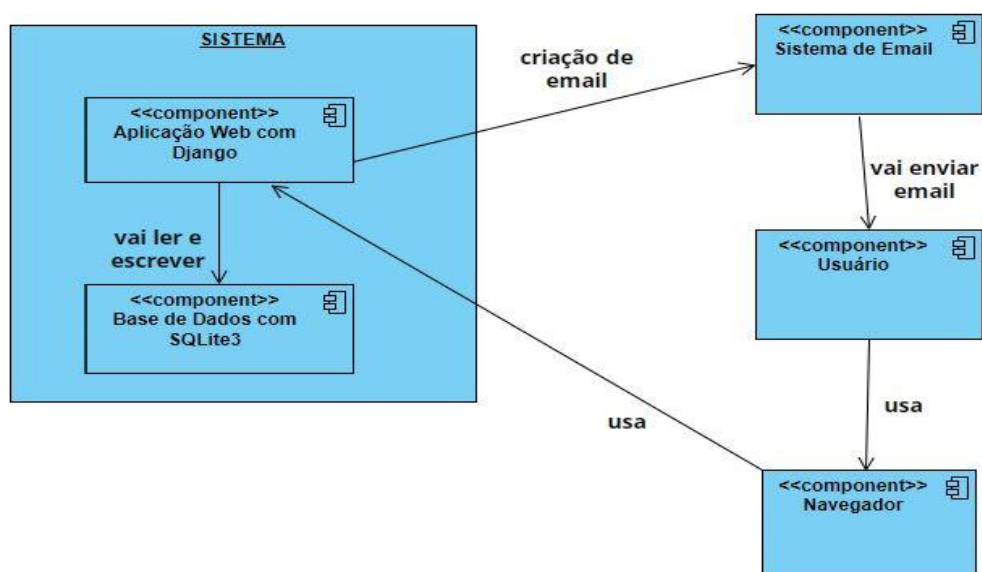 SISTEMA
<<component>>
Aplicação Web com
Django
vai ler e
escrever
<<component>>
Base de Dados com
SQLite3
criação de
email
<<component>>
Sistema de Email
vai enviar
email
<<component>>
Usuário
usa
<<component>>
Navegador
usa